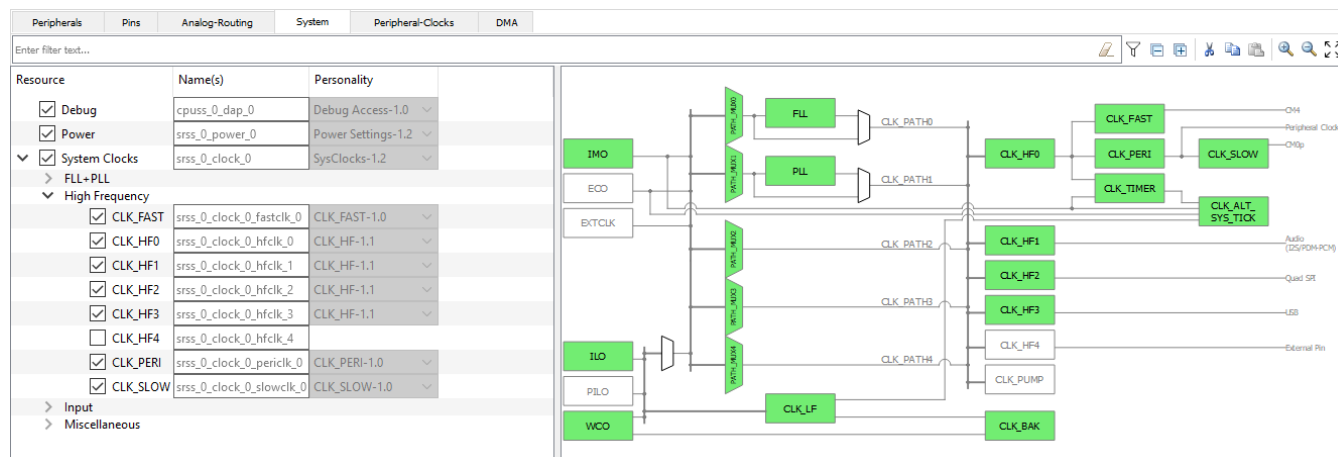 Peripherals Pins Analog-Routing System Peripheral-Clocks DMA
Enter filter text...
Resource Name(s) Personality
Debug cpuss_0_dap_0 Debug Access-1.0
Power srss_0_power_0 Power Settings-1.2
System Clocks srss_0_clock_0 SysClocks-1.2
FLL+PLL
High Frequency
CLK_FAST srss_0_clock_0_fastclk_0 CLK_FAST-1.0
CLK_HF0 srss_0_clock_0_hfclk_0 CLK_HF-1.1
CLK_HF1 srss_0_clock_0_hfclk_1 CLK_HF-1.1
CLK_HF2 srss_0_clock_0_hfclk_2 CLK_HF-1.1
CLK_HF3 srss_0_clock_0_hfclk_3 CLK_HF-1.1
CLK_HF4 srss_0_clock_0_hfclk_4
CLK_PERI srss_0_clock_0_periclk_0 CLK_PERI-1.0
CLK_SLOW srss_0_clock_0_slowclk_0 CLK_SLOW-1.0
Input
Miscellaneous
IMO
ECO
EXTCLK
ILO
PILO
WCO
PATH_MUX0
PATH_MUX1
PATH_MUX2
PATH_MUX3
PATH_MUX4
FLL
PLL
CLK_LF
CLK_PATH0
CLK_PATH1
CLK_PATH2
CLK_PATH3
CLK_PATH4
CLK_HF0
CLK_HF1
CLK_HF2
CLK_HF3
CLK_HF4
CLK_PUMP
CLK_BAK
CLK_FAST
CLK_PERI
CLK_TIMER
CLK_SLOW
CLK_ALT_
SYS_TICK
CM4
Peripheral Clock
CM0p
Audio
(I2S/PDM-PCM)
Quad SPI
USB
External Pin